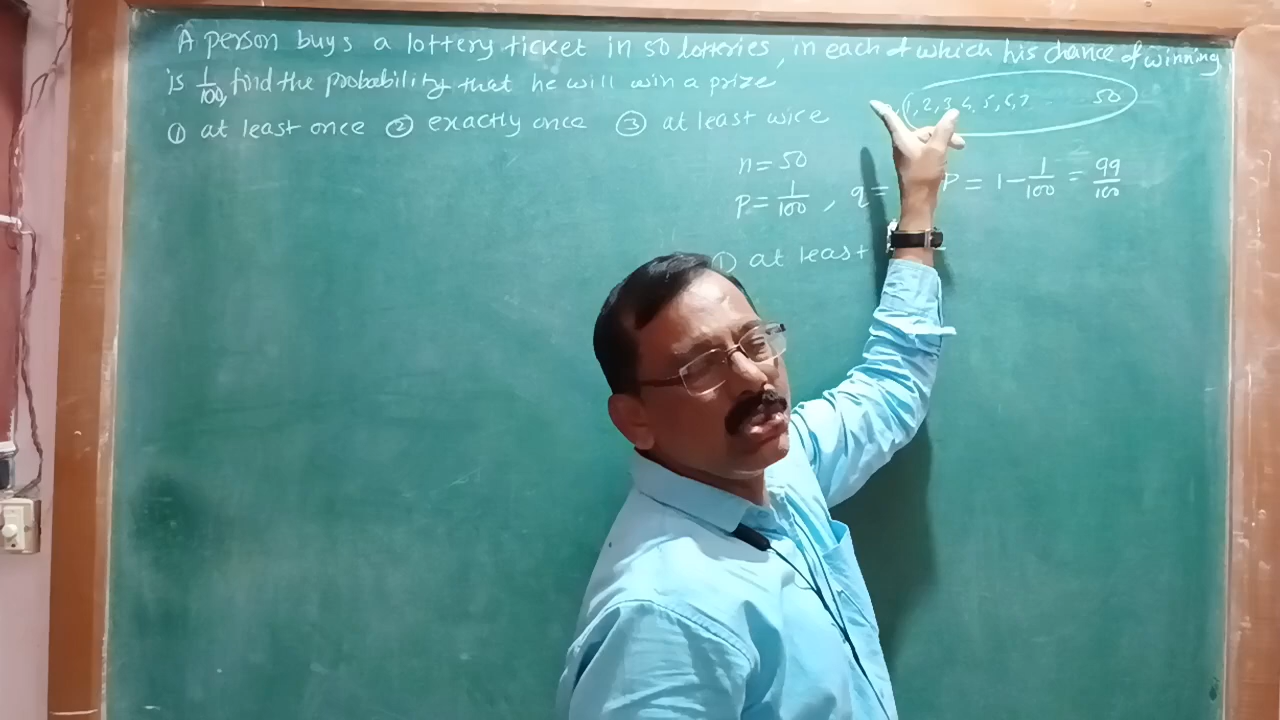 A person buys a lottery ticket in 50 lotteries, in each of which his chance of winning
is 1/100, find the probability that he will win a prize
① at least once ② exactly once ③ at least wice
1, 2, 3, 4, 5, 6, 7 50
n = 50
p = 1/100 , q = P = 1 - 1/100 = 99/100
① at least